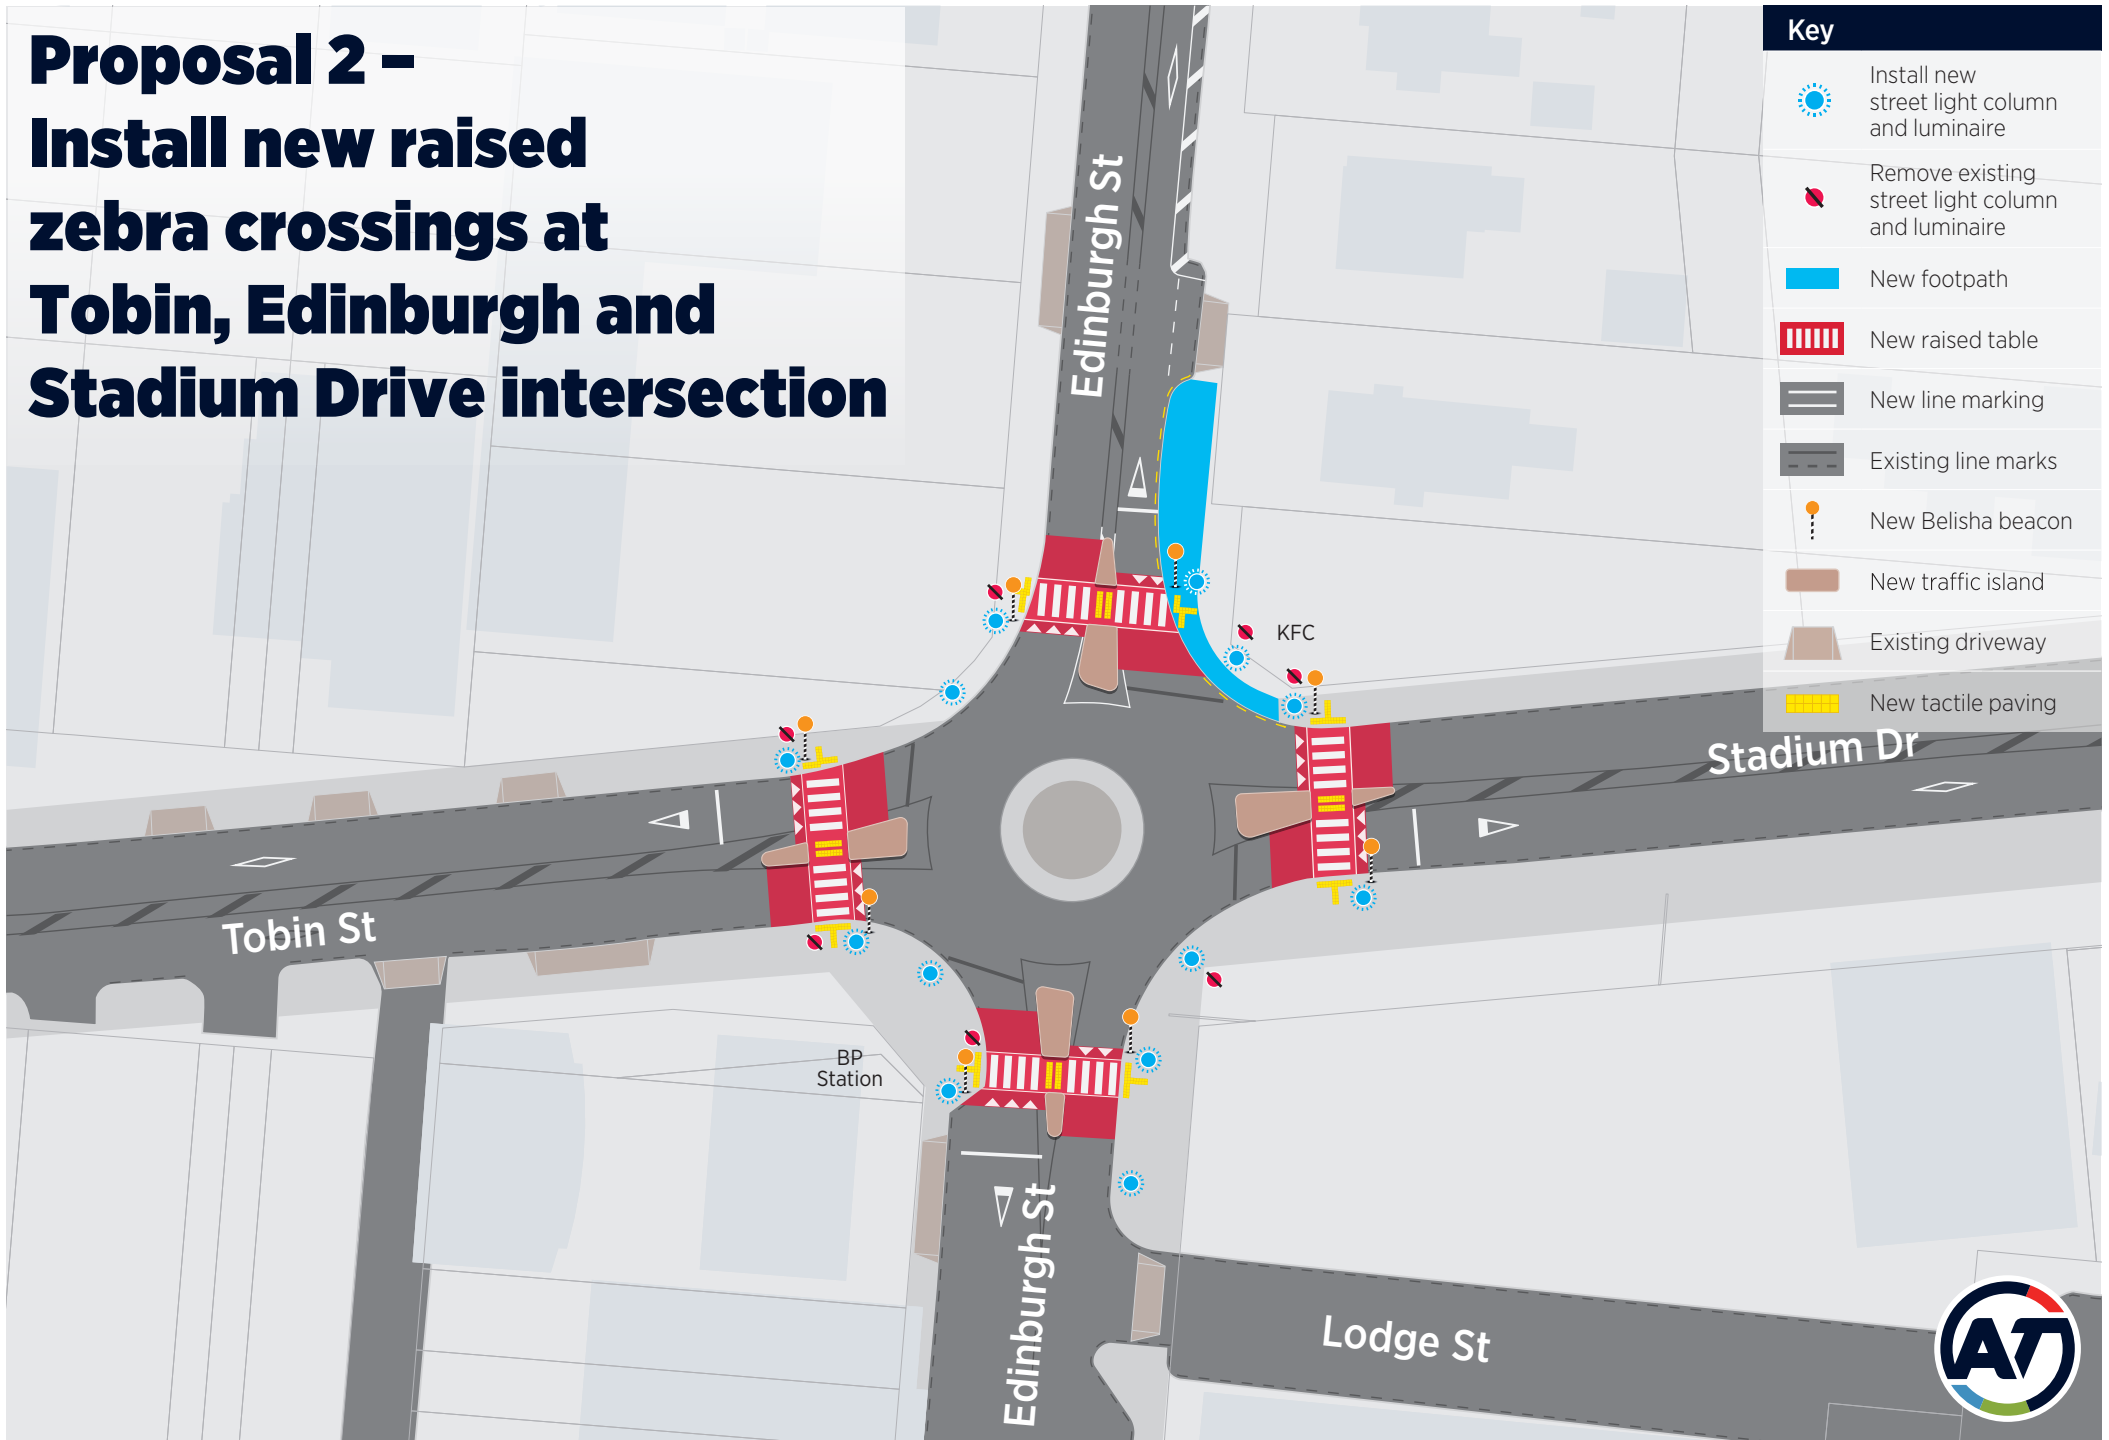 Proposal 2 –
Install new raised
zebra crossings at
Tobin, Edinburgh and
Stadium Drive intersection
Key
Install new
street light column
and luminaire
Remove existing
street light column
and luminaire
New footpath
New raised table
New line marking
Existing line marks
New Belisha beacon
New traffic island
Existing driveway
New tactile paving
Edinburgh St
KFC
Stadium Dr
Tobin St
BP
Station
Edinburgh St
Lodge St
AT